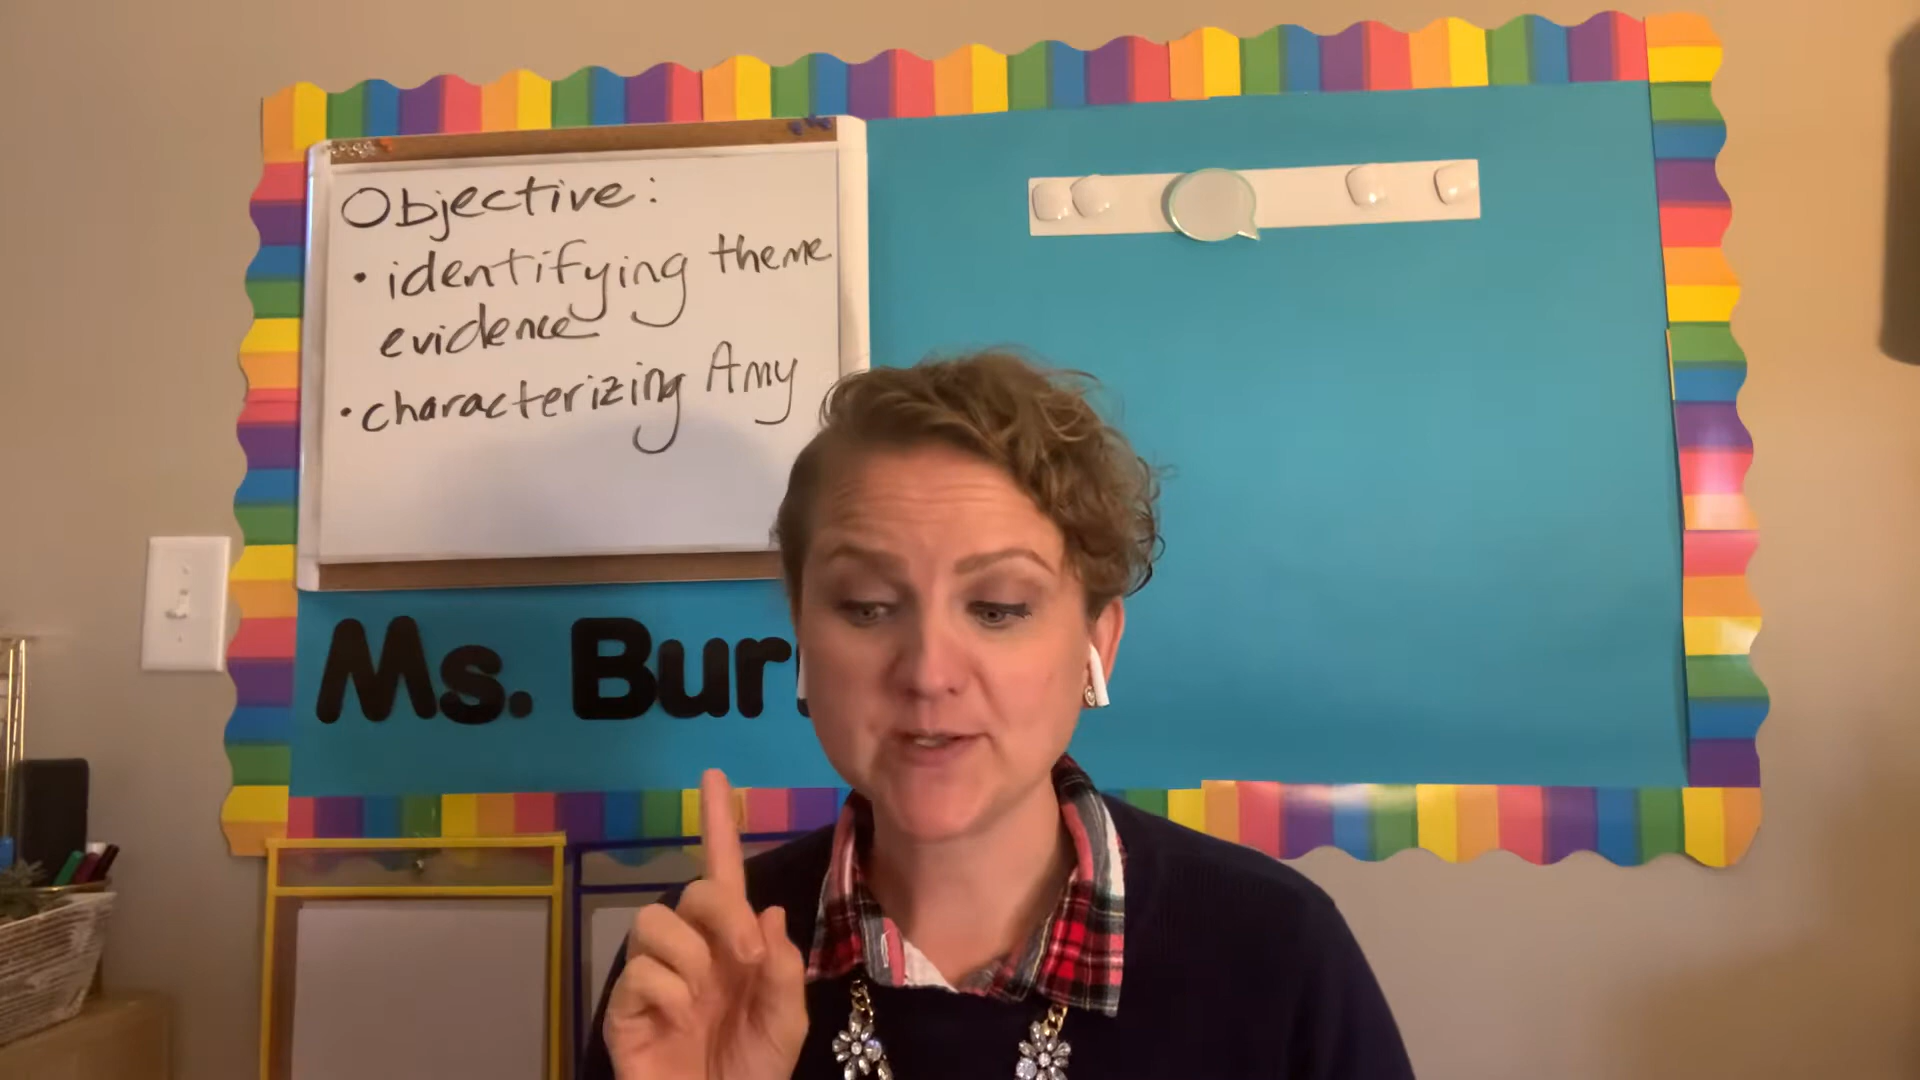 Objective:
• identifying theme
evidence
• characterizing Amy
Ms. Bur